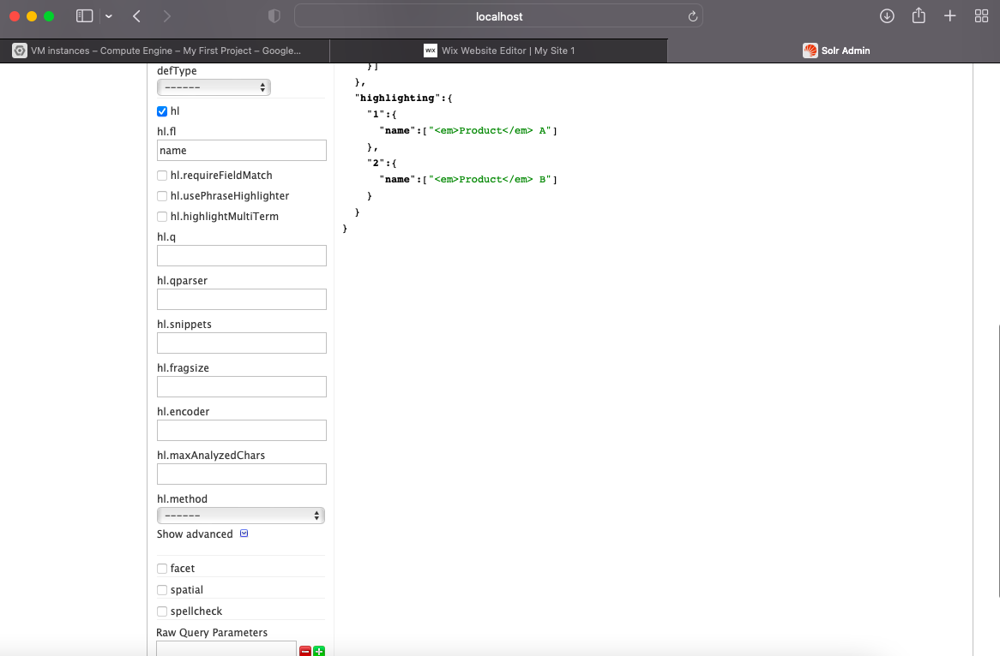 localhost
VM instances – Compute Engine – My First Project – Google...
WIX Wix Website Editor | My Site 1
Solr Admin
defType
------
hl
hl.fl
name
hl.requireFieldMatch
hl.usePhraseHighlighter
hl.highlightMultiTerm
hl.q
hl.qparser
hl.snippets
hl.fragsize
hl.encoder
hl.maxAnalyzedChars
hl.method
------
Show advanced
facet
spatial
spellcheck
Raw Query Parameters
}]
},
"highlighting":{
"1":{
"name":["<em>Product</em> A"]
},
"2":{
"name":["<em>Product</em> B"]
}
}
}